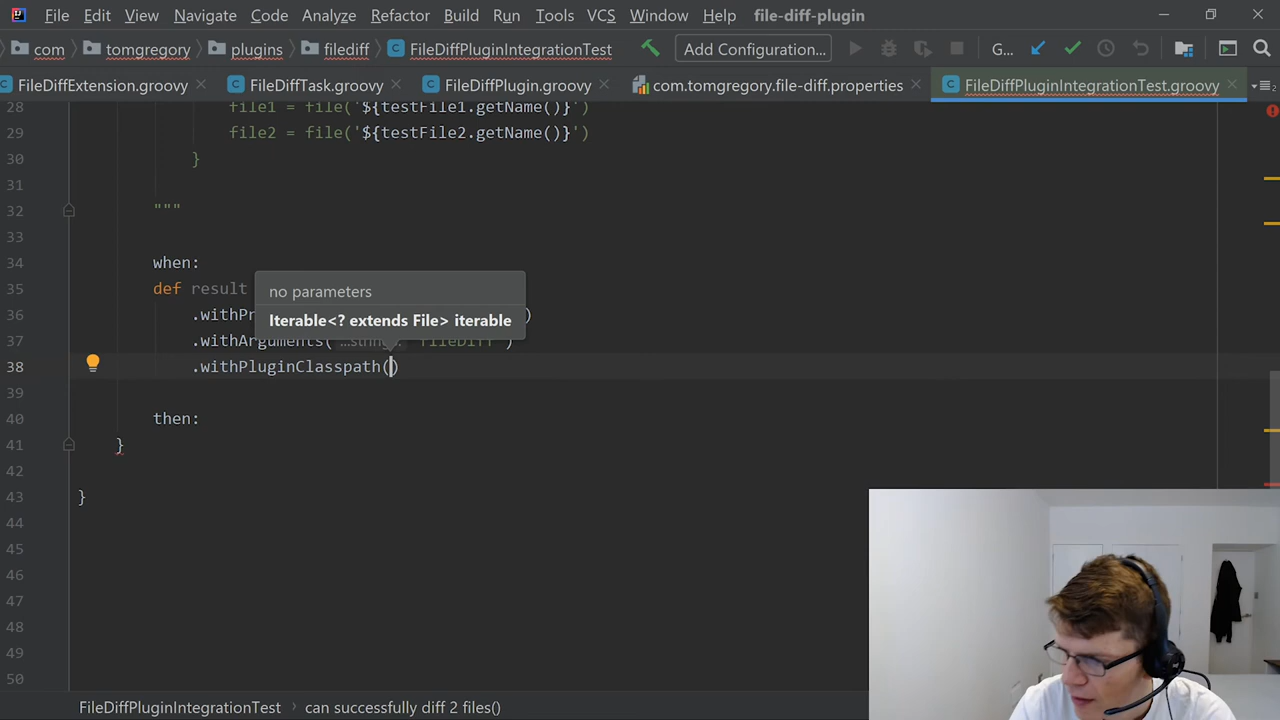 File Edit View Navigate Code Analyze Refactor Build Run Tools VCS Window Help file-diff-plugin
com tomgregory plugins filediff FileDiffPluginIntegrationTest Add Configuration... G...
FileDiffExtension.groovy FileDiffTask.groovy FileDiffPlugin.groovy com.tomgregory.file-diff.properties FileDiffPluginIntegrationTest.groovy
28 file1 = file('${testFile1.getName()}')
29 file2 = file('${testFile2.getName()}')
30 }
31
32 """
33
34 when:
no parameters
35 def result
Iterable<? extends File> iterable
36 .withPr )
37 .withArguments( ...strings: 'fileDiff' )
38 .withPluginClasspath()
39
40 then:
41 }
42
43 }
44
45
46
47
48
49
50
FileDiffPluginIntegrationTest › can successfully diff 2 files()